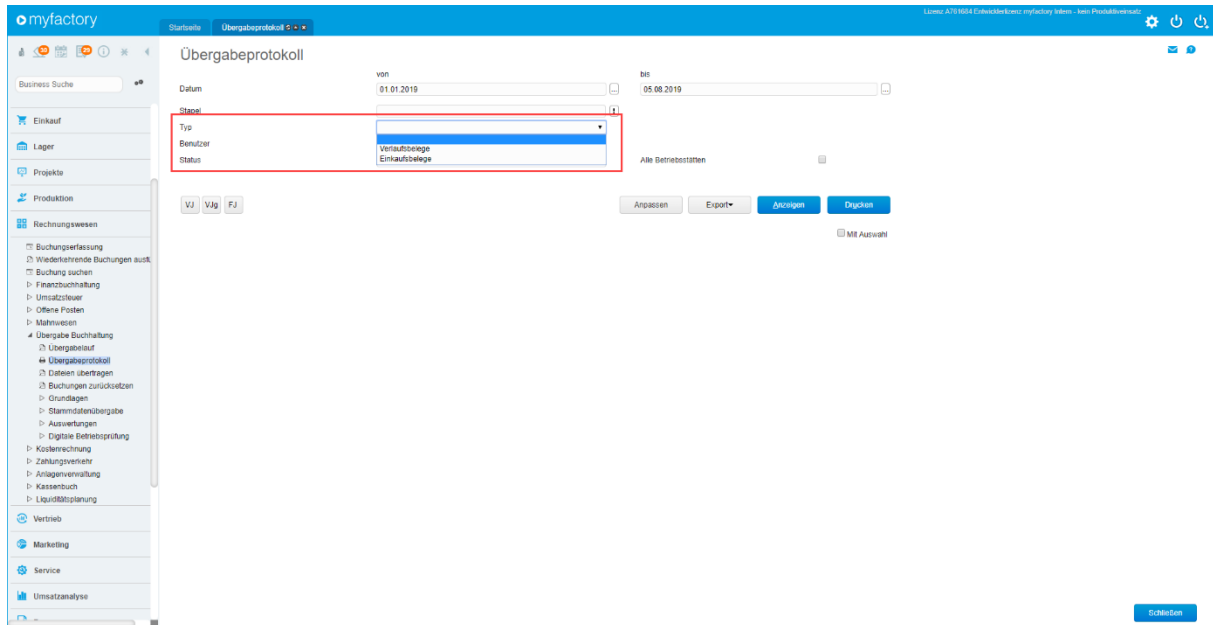 myfactory
Startseite
Übergabeprotokoll
Lizenz A761664 Entwicklerlizenz myfactory Intern - kein Produktiveinsatz
Übergabeprotokoll
Business Suche
von
bis
Datum
01.01.2019
...
05.08.2019
...
Stapel
Typ
Benutzer
Verlaufsbelege
Status
Einkaufsbelege
Alle Betriebsstätten
VJ
VJg
FJ
Anpassen
Export
Anzeigen
Drucken
Mit Auswahl
Einkauf
Lager
Projekte
Produktion
Rechnungswesen
Buchungserfassung
Wiederkehrende Buchungen ausfü
Buchung suchen
Finanzbuchhaltung
Umsatzsteuer
Offene Posten
Mahnwesen
Übergabe Buchhaltung
Übergabelauf
Übergabeprotokoll
Dateien übertragen
Buchungen zurücksetzen
Grundlagen
Stammdatenübergabe
Auswertungen
Digitale Betriebsprüfung
Kostenrechnung
Zahlungsverkehr
Anlagenverwaltung
Kassenbuch
Liquiditätsplanung
Vertrieb
Marketing
Service
Umsatzanalyse
Schließen